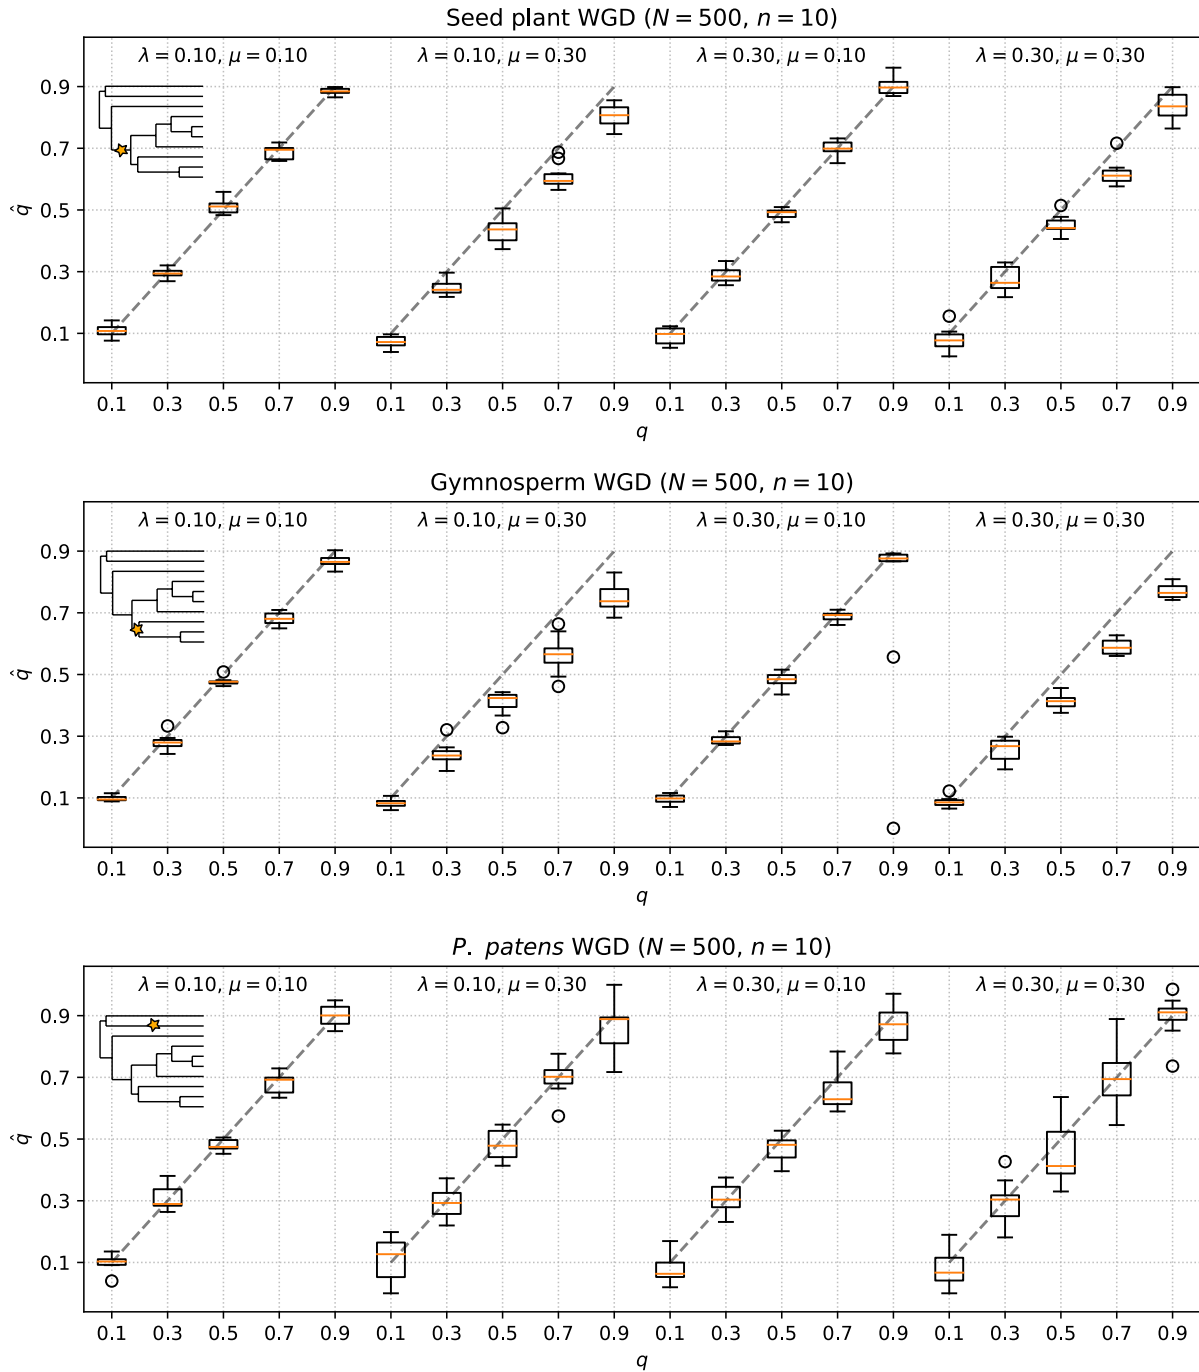 Seed plant WGD (N = 500, n = 10)
λ = 0.10, μ = 0.10 λ = 0.10, μ = 0.30 λ = 0.30, μ = 0.10 λ = 0.30, μ = 0.30
0.9
0.7
0.5
0.3
0.1
q̂
0.1 0.3 0.5 0.7 0.9 0.1 0.3 0.5 0.7 0.9 0.1 0.3 0.5 0.7 0.9 0.1 0.3 0.5 0.7 0.9
q
Gymnosperm WGD (N = 500, n = 10)
λ = 0.10, μ = 0.10 λ = 0.10, μ = 0.30 λ = 0.30, μ = 0.10 λ = 0.30, μ = 0.30
0.9
0.7
0.5
0.3
0.1
q̂
0.1 0.3 0.5 0.7 0.9 0.1 0.3 0.5 0.7 0.9 0.1 0.3 0.5 0.7 0.9 0.1 0.3 0.5 0.7 0.9
q
P. patens WGD (N = 500, n = 10)
λ = 0.10, μ = 0.10 λ = 0.10, μ = 0.30 λ = 0.30, μ = 0.10 λ = 0.30, μ = 0.30
0.9
0.7
0.5
0.3
0.1
q̂
0.1 0.3 0.5 0.7 0.9 0.1 0.3 0.5 0.7 0.9 0.1 0.3 0.5 0.7 0.9 0.1 0.3 0.5 0.7 0.9
q